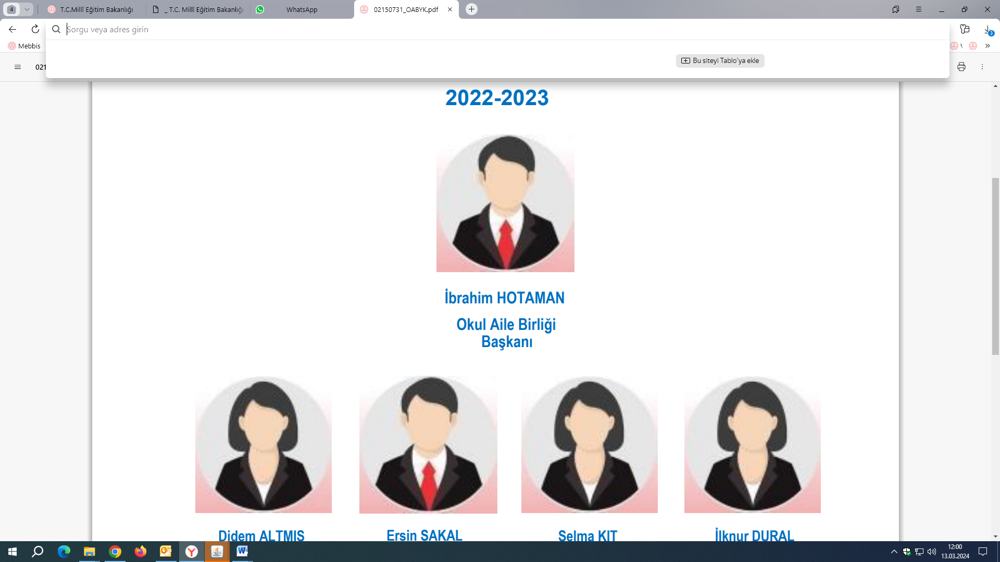 4
T.C.Millî Eğitim Bakanlığı
_ T.C. Millî Eğitim Bakanlığı
WhatsApp
02150731_OABYK.pdf
Sorgu veya adres girin
3
Mebbis
\
»
Bu siteyi Tablo'ya ekle
021
2022-2023
İbrahim HOTAMAN
Okul Aile Birliği
Başkanı
Didem ALTMIS
Ersin SAKAL
Selma KIT
İlknur DURAL
12:00
13.03.2024